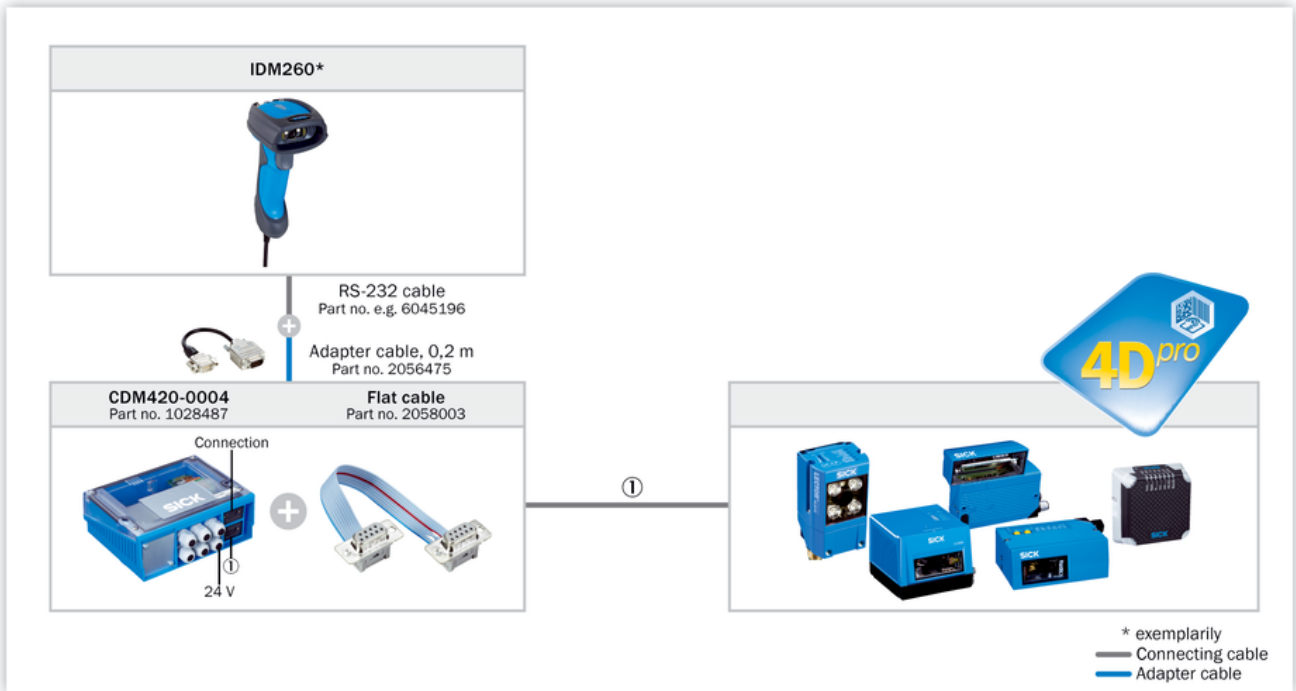 IDM260*
RS-232 cable
Part no. e.g. 6045196
Adapter cable, 0,2 m
Part no. 2056475
CDM420-0004
Part no. 1028487
Flat cable
Part no. 2058003
Connection
SICK
①
24 V
①
4Dpro
SICK
SICK
SICK
SICK
SICK
* exemplarily
Connecting cable
Adapter cable